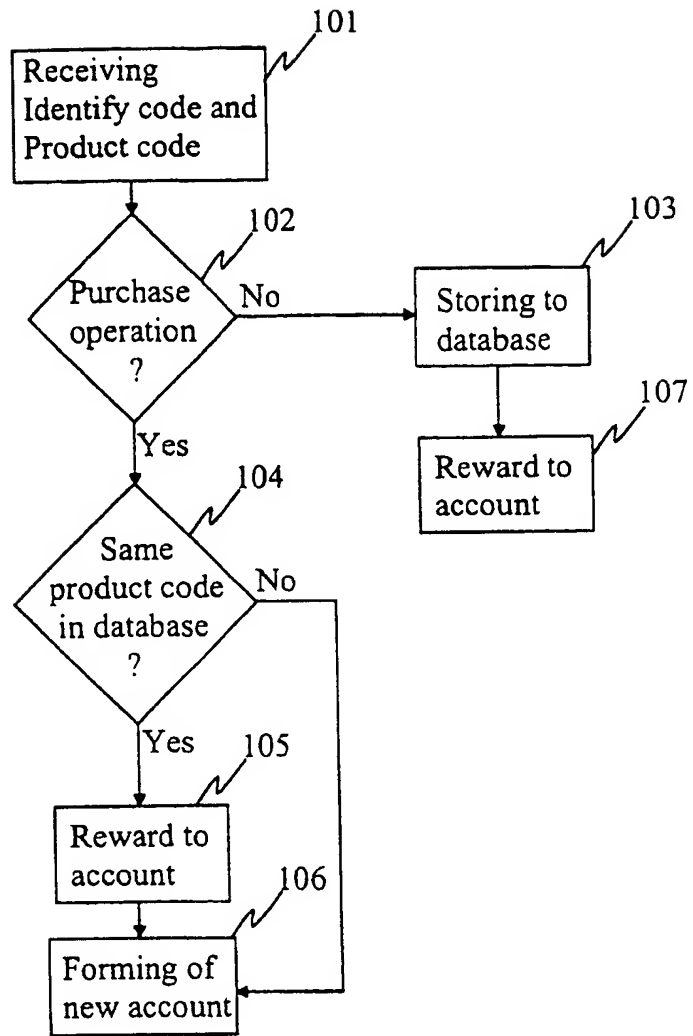 101
Receiving
Identify code and
Product code
102
Purchase
operation
?
No
103
Storing to
database
107
Reward to
account
Yes
104
Same
product code
in database
?
No
Yes
105
Reward to
account
106
Forming of
new account